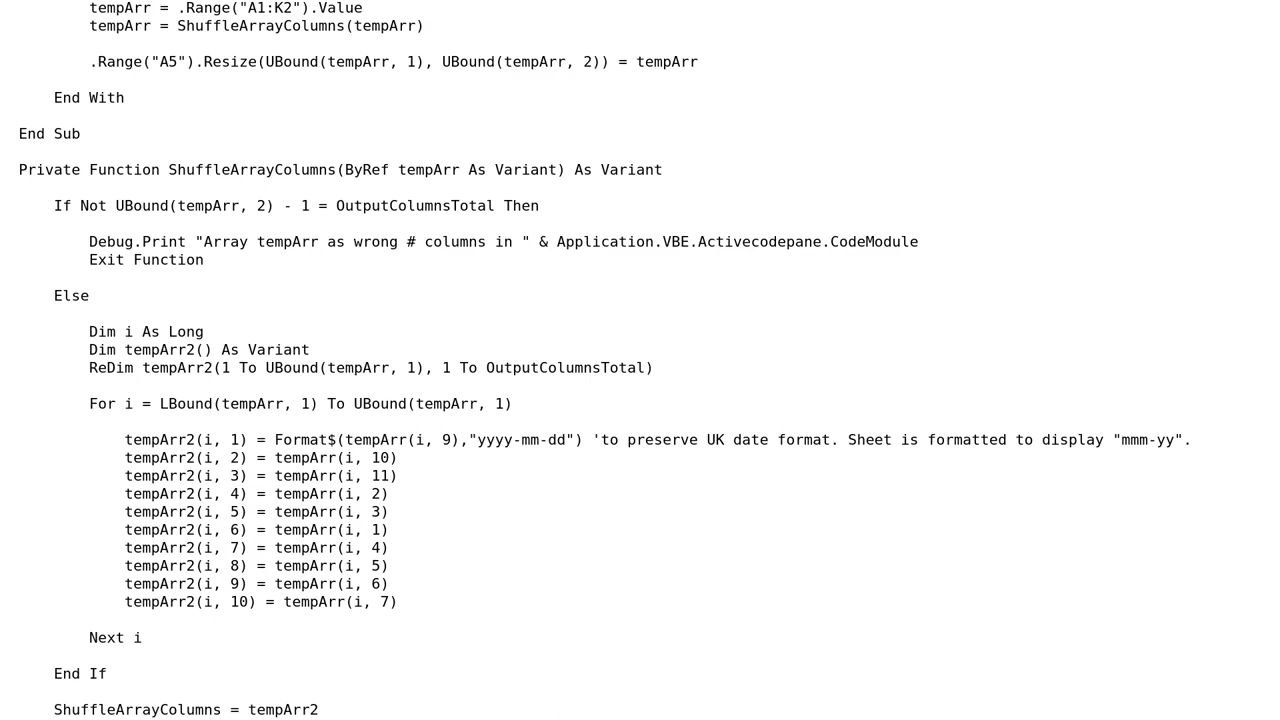 tempArr = .Range("A1:K2").Value
tempArr = ShuffleArrayColumns(tempArr)
.Range("A5").Resize(UBound(tempArr, 1), UBound(tempArr, 2)) = tempArr
End With
End Sub
Private Function ShuffleArrayColumns(ByRef tempArr As Variant) As Variant
If Not UBound(tempArr, 2) - 1 = OutputColumnsTotal Then
Debug.Print "Array tempArr as wrong # columns in " & Application.VBE.Activecodepane.CodeModule
Exit Function
Else
Dim i As Long
Dim tempArr2() As Variant
ReDim tempArr2(1 To UBound(tempArr, 1), 1 To OutputColumnsTotal)
For i = LBound(tempArr, 1) To UBound(tempArr, 1)
tempArr2(i, 1) = Format$(tempArr(i, 9),"yyyy-mm-dd") 'to preserve UK date format. Sheet is formatted to display "mmm-yy".
tempArr2(i, 2) = tempArr(i, 10)
tempArr2(i, 3) = tempArr(i, 11)
tempArr2(i, 4) = tempArr(i, 2)
tempArr2(i, 5) = tempArr(i, 3)
tempArr2(i, 6) = tempArr(i, 1)
tempArr2(i, 7) = tempArr(i, 4)
tempArr2(i, 8) = tempArr(i, 5)
tempArr2(i, 9) = tempArr(i, 6)
tempArr2(i, 10) = tempArr(i, 7)
Next i
End If
ShuffleArrayColumns = tempArr2